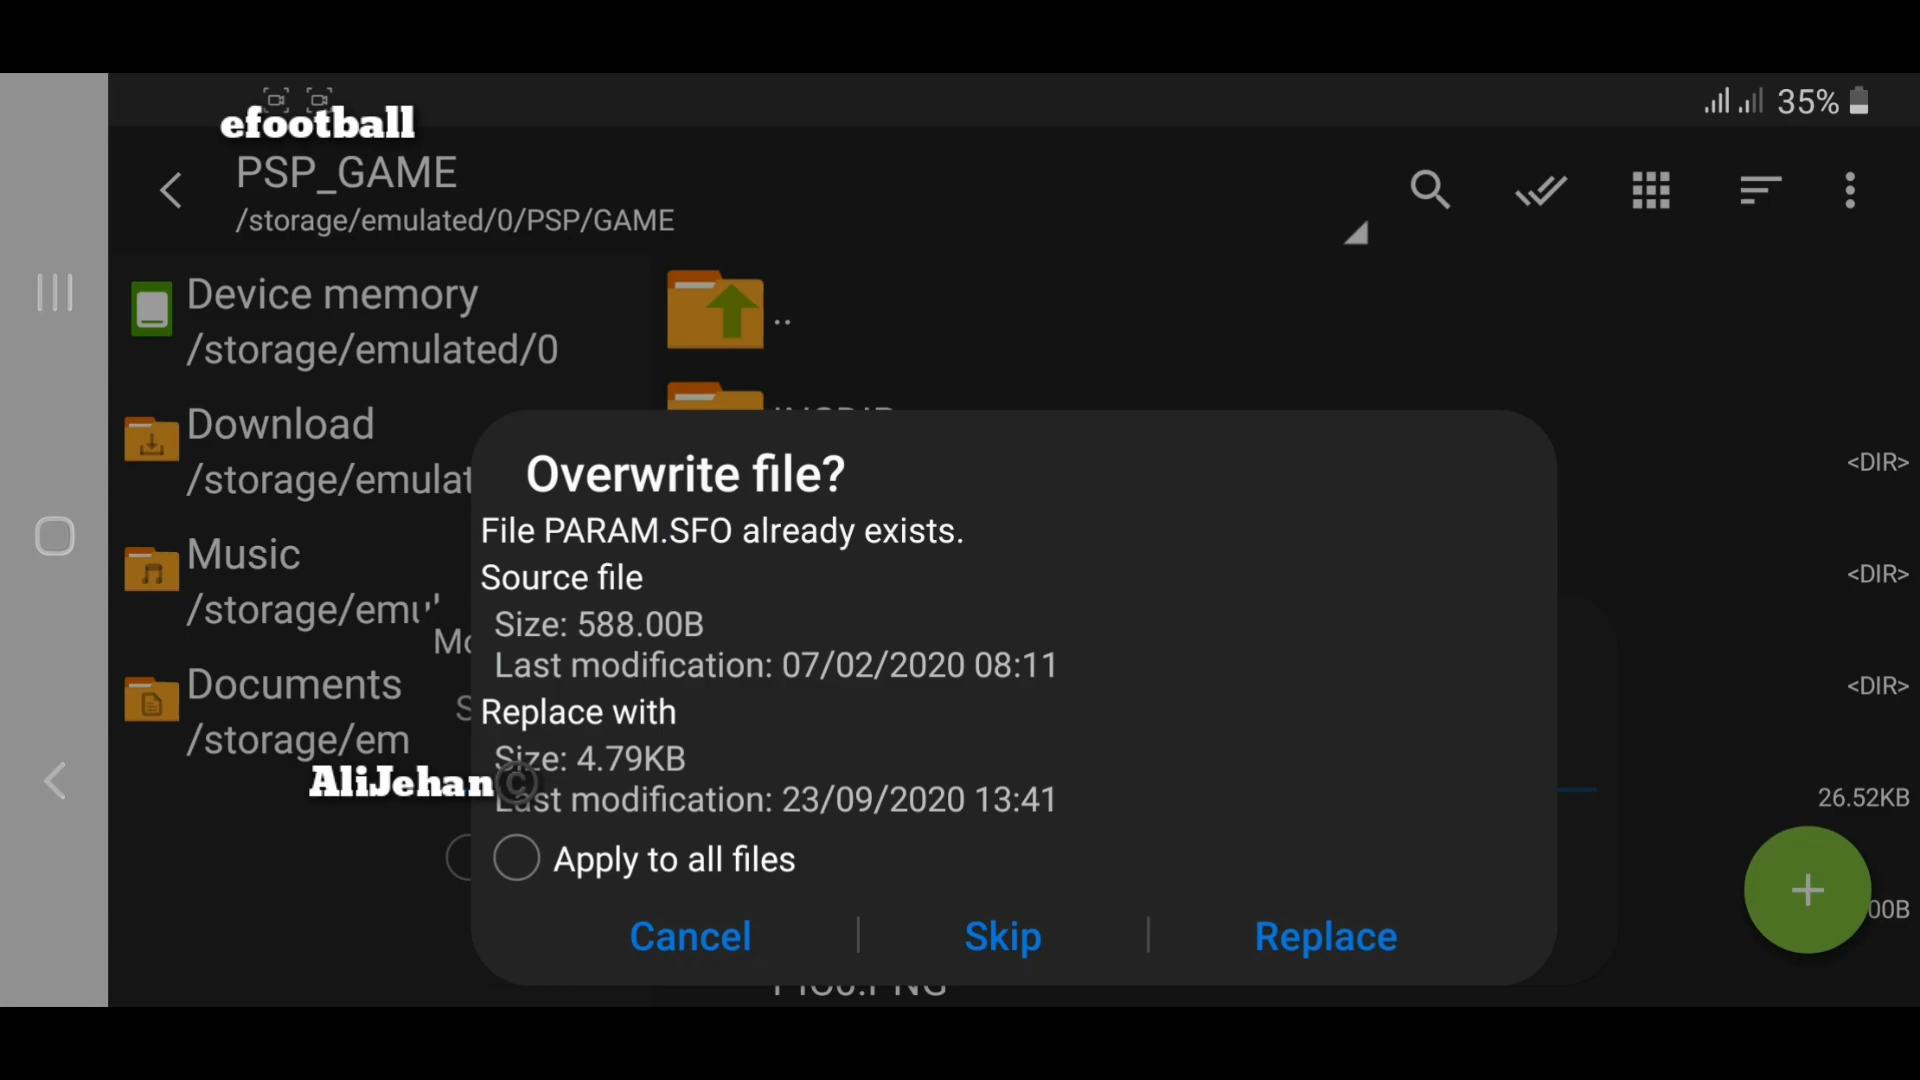 efootball
35%
PSP_GAME
/storage/emulated/0/PSP/GAME
Device memory
/storage/emulated/0
..
Download
/storage/emulat
<DIR>
Music
/storage/emu
<DIR>
Mo
Documents
/storage/em
<DIR>
S
26.52KB
00B
Overwrite file?
File PARAM.SFO already exists.
Source file
Size: 588.00B
Last modification: 07/02/2020 08:11
Replace with
Size: 4.79KB
AliJehan©
Last modification: 23/09/2020 13:41
Apply to all files
Cancel
Skip
Replace